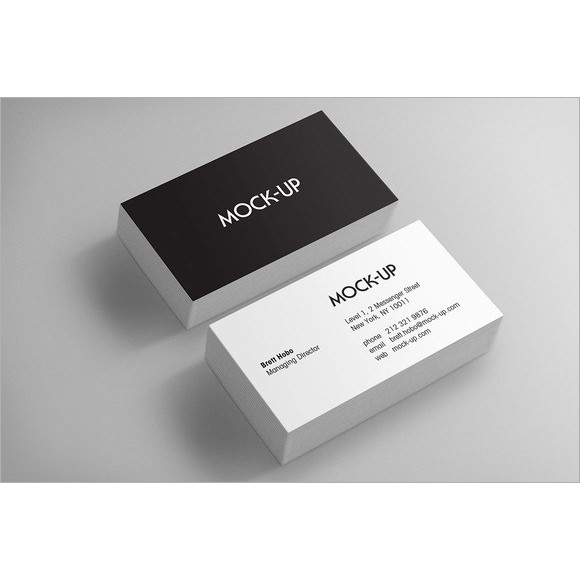 MOCK-UP
MOCK-UP
Level 1, 2 Messenger Street
New York, NY 10011
phone 212 321 9876
email brett.hobo@mock-up.com
web mock-up.com
Brett Hobo
Managing Director